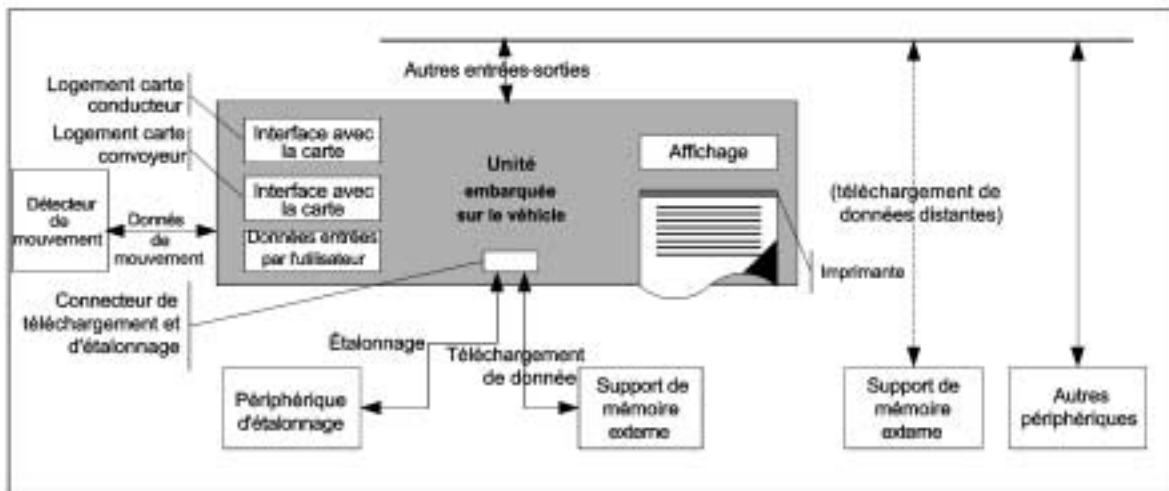 Autres entrées-sorties
Logement carte
conducteur
Logement carte
convoyeur
Interface avec
la carte
Interface avec
la carte
Données entrées
par l'utilisateur
Unité
embarquée
sur le véhicle
Affichage
Détecteur
de
mouvement
Donnés
de
mouvement
(téléchargement de
données distantes)
Imprimante
Connecteur de
téléchargement et
d'étalonnage
Étalonnage
Téléchargement
de donnée
Périphérique
d'étalonnage
Support de
mémoire
externe
Support de
mémoire
externe
Autres
périphériques